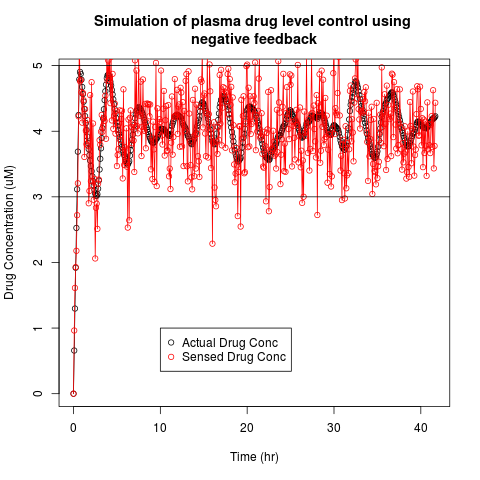 Simulation of plasma drug level control using
negative feedback
Drug Concentration (uM)
5
4
3
2
1
0
Actual Drug Conc
Sensed Drug Conc
0 10 20 30 40
Time (hr)